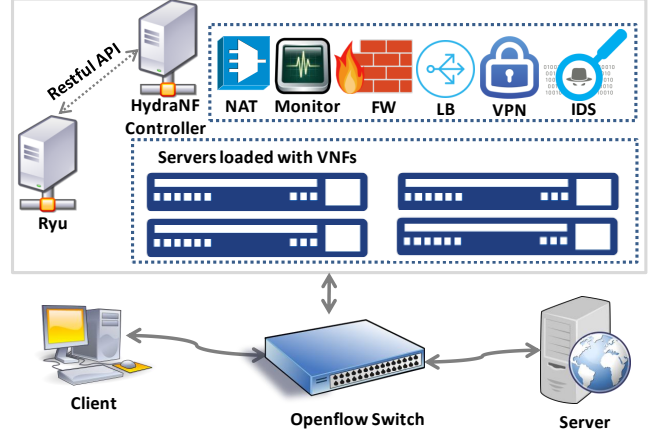 Restful API
HydraNF
Controller
NAT
Monitor
FW
LB
VPN
IDS
Servers loaded with VNFs
Ryu
Client
Openflow Switch
Server